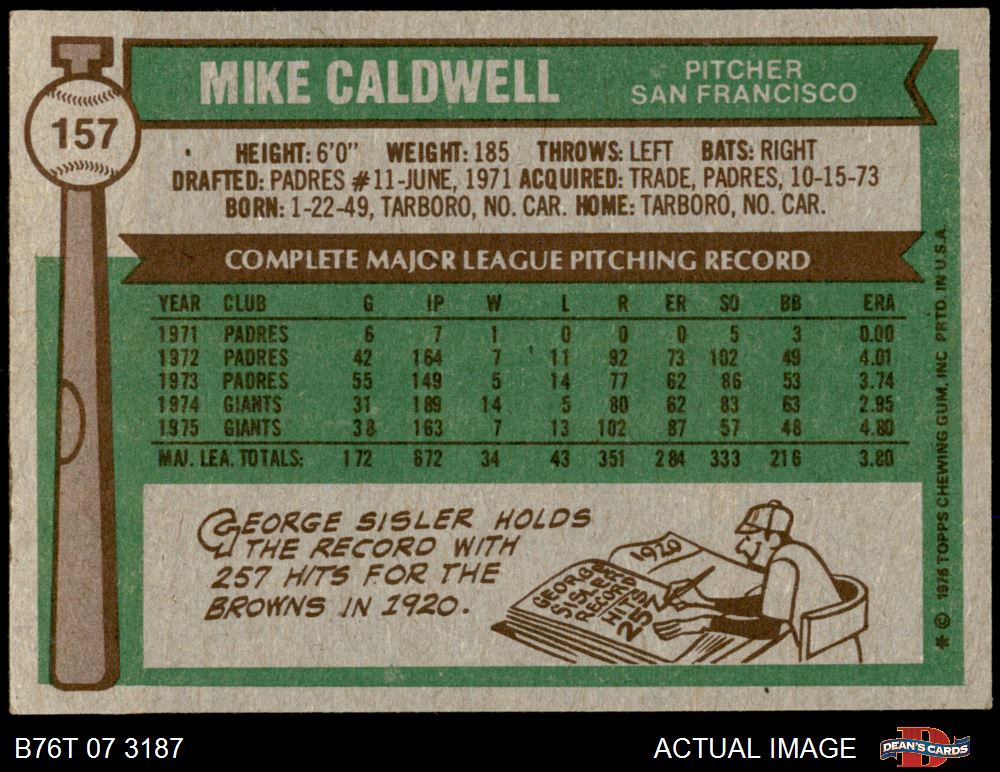 157
MIKE CALDWELL
PITCHER
SAN FRANCISCO
HEIGHT: 6'0" WEIGHT: 185 THROWS: LEFT BATS: RIGHT
DRAFTED: PADRES #11-JUNE, 1971 ACQUIRED: TRADE, PADRES, 10-15-73
BORN: 1-22-49, TARBORO, NO. CAR. HOME: TARBORO, NO. CAR.
COMPLETE MAJOR LEAGUE PITCHING RECORD
YEAR CLUB G IP W L R ER SO BB ERA
1971 PADRES 6 7 1 0 0 0 5 3 0.00
1972 PADRES 42 164 7 11 92 73 102 49 4.01
1973 PADRES 55 149 5 14 77 62 86 53 3.74
1974 GIANTS 31 189 14 5 80 62 83 63 2.95
1975 GIANTS 38 163 7 13 102 87 57 48 4.80
MAJ. LEA. TOTALS: 172 672 34 43 351 284 333 216 3.80
GEORGE SISLER HOLDS
THE RECORD WITH
257 HITS FOR THE
BROWNS IN 1920.
1920
GEORGE
SISLER
RECORD
HITS
257
* © 1976 TOPPS CHEWING GUM, INC PRTD. IN U.S.A.
B76T 07 3187
ACTUAL IMAGE
D
DEAN'S CARDS